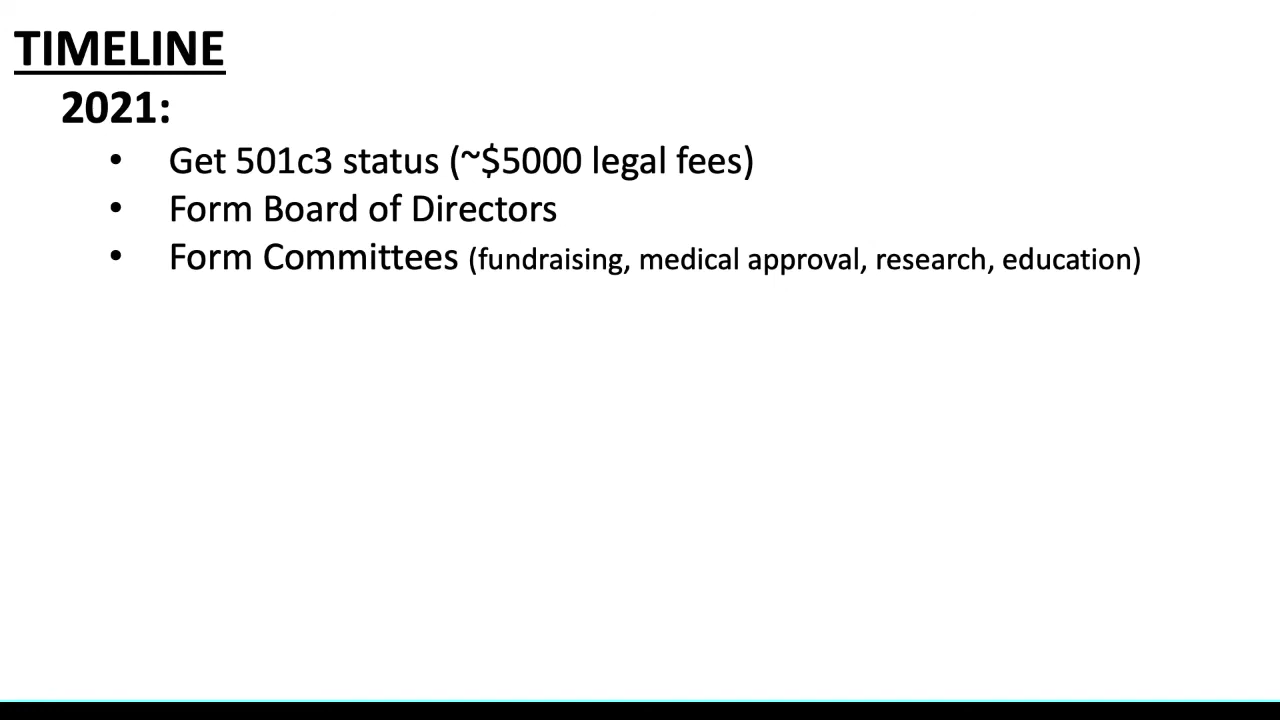 TIMELINE
2021:
• Get 501c3 status (~$5000 legal fees)
• Form Board of Directors
• Form Committees (fundraising, medical approval, research, education)